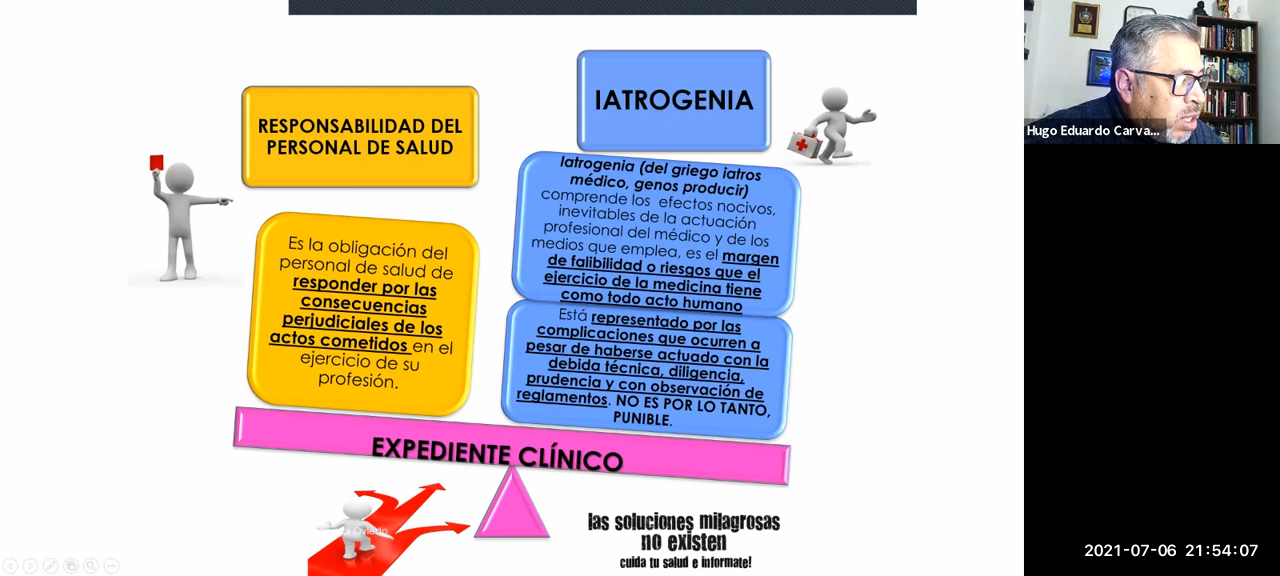 RESPONSABILIDAD DEL
PERSONAL DE SALUD
Es la obligación del
personal de salud de
responder por las
consecuencias
perjudiciales de los
actos cometidos en el
ejercicio de su
profesión.
IATROGENIA
Iatrogenia (del griego iatros
médico, genos producir)
comprende los efectos nocivos,
inevitables de la actuación
profesional del médico y de los
medios que emplea, es el margen
de falibilidad o riesgos que el
ejercicio de la medicina tiene
como todo acto humano
Está representado por las
complicaciones que ocurren a
pesar de haberse actuado con la
debida técnica, diligencia,
prudencia y con observación de
reglamentos. NO ES POR LO TANTO,
PUNIBLE.
EXPEDIENTE CLÍNICO
las soluciones milagrosas
no existen
cuida tu salud e informate!
Hugo Eduardo Carva...
2021-07-06 21:54:07